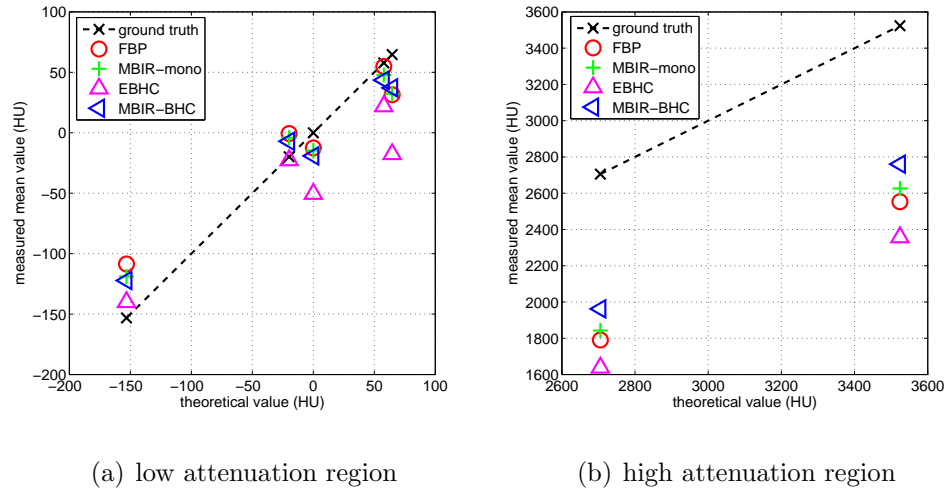 ground truth
FBP
MBIR−mono
EBHC
MBIR−BHC
100
50
0
−50
−100
−150
−200
−200 −150 −100 −50 0 50 100
measured mean value (HU)
theoretical value (HU)
(a) low attenuation region
ground truth
FBP
MBIR−mono
EBHC
MBIR−BHC
3600
3400
3200
3000
2800
2600
2400
2200
2000
1800
1600
2600 2800 3000 3200 3400 3600
measured mean value (HU)
theoretical value (HU)
(b) high attenuation region